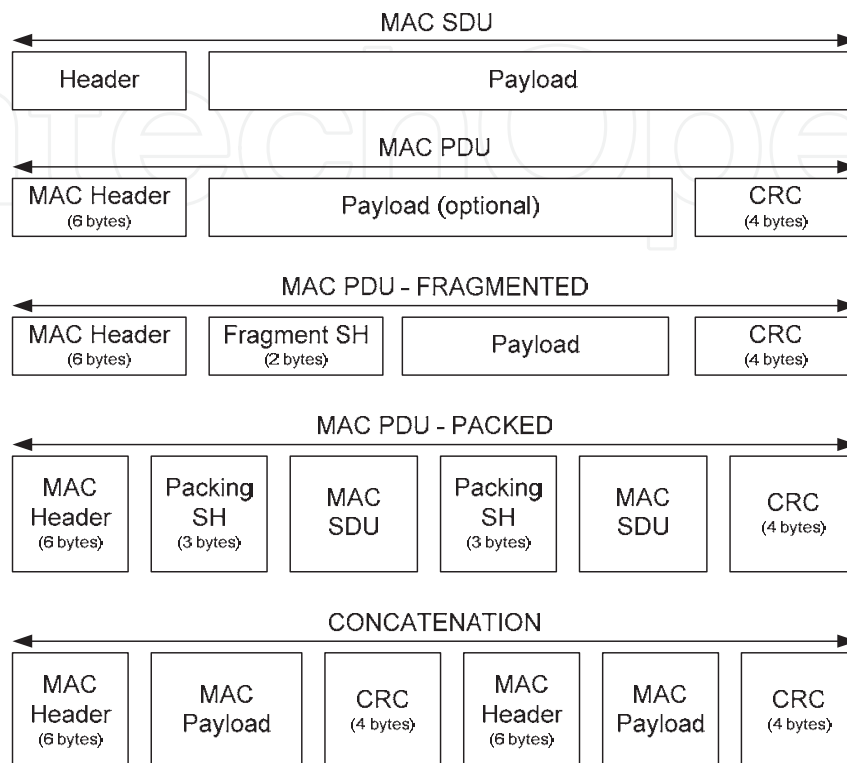 MAC SDU
Header
Payload
MAC PDU
MAC Header
(6 bytes)
Payload (optional)
CRC
(4 bytes)
MAC PDU - FRAGMENTED
MAC Header
(6 bytes)
Fragment SH
(2 bytes)
Payload
CRC
(4 bytes)
MAC PDU - PACKED
MAC
Header
(6 bytes)
Packing
SH
(3 bytes)
MAC
SDU
Packing
SH
(3 bytes)
MAC
SDU
CRC
(4 bytes)
CONCATENATION
MAC
Header
(6 bytes)
MAC
Payload
CRC
(4 bytes)
MAC
Header
(6 bytes)
MAC
Payload
CRC
(4 bytes)